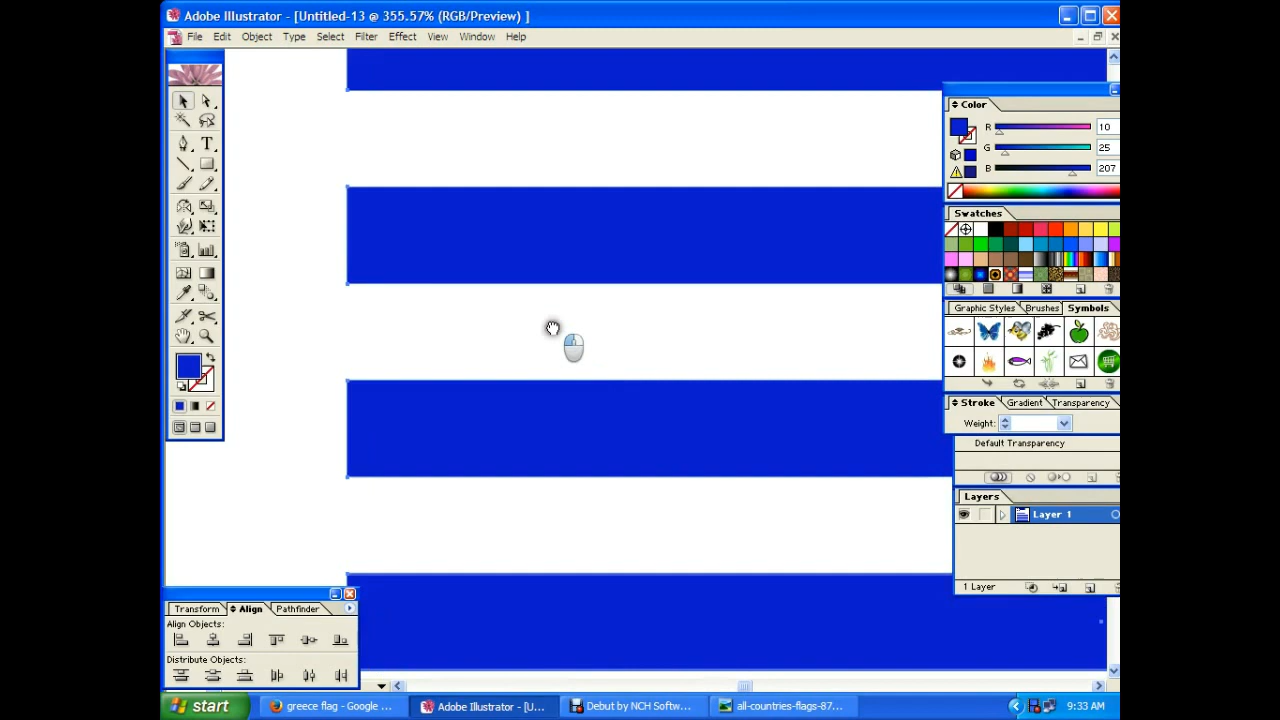 Adobe Illustrator - [Untitled-13 @ 355.57% (RGB/Preview) ]
File Edit Object Type Select Filter Effect View Window Help
Color
R 10
G 25
B 207
Swatches
Graphic Styles Brushes Symbols
Stroke Gradient Transparency
Weight:
Default Transparency
Layers
Layer 1
1 Layer
Transform Align Pathfinder
Align Objects:
Distribute Objects:
start greece flag - Google ... Adobe Illustrator - [U... Debut by NCH Softw... all-countries-flags-87... 9:33 AM